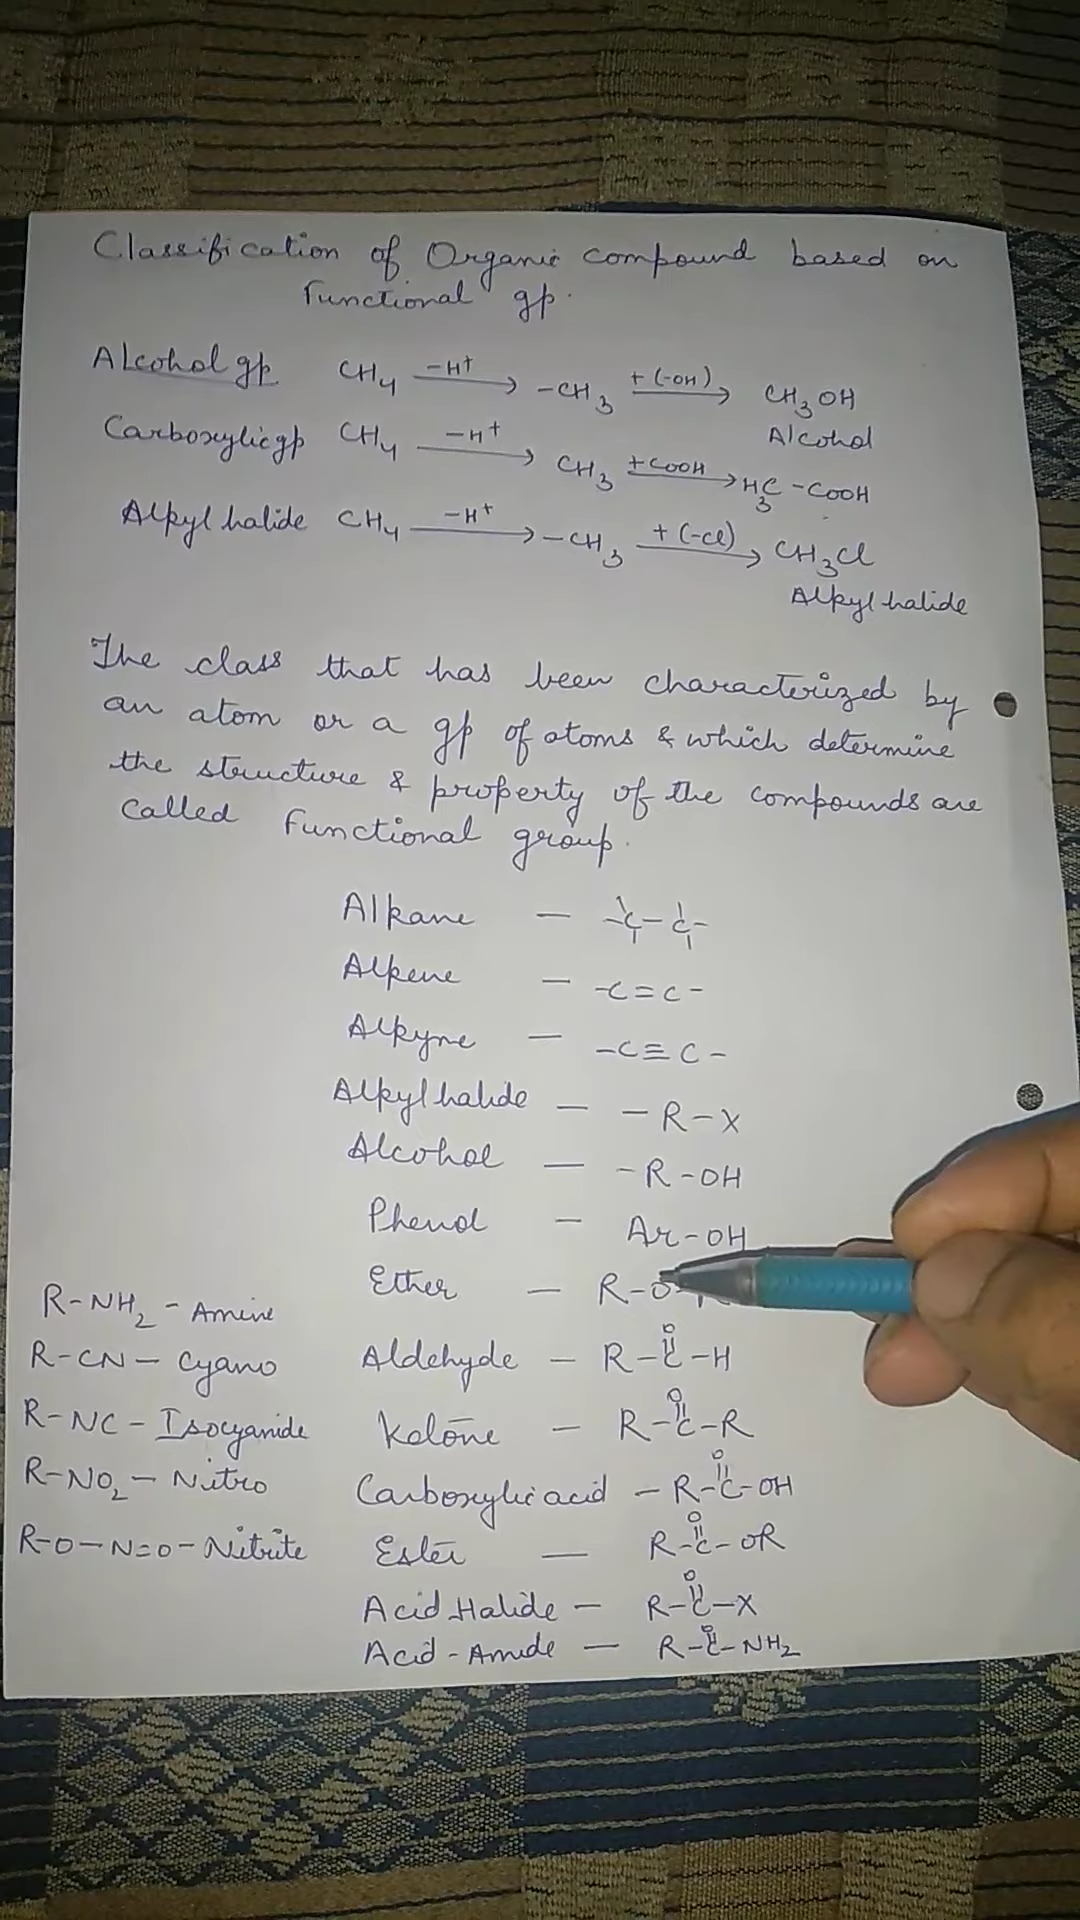 Classification of Organic compound based on
Functional gp.
Alcohol gp CH4 —H+→ -CH3 + (-OH)→ CH3OH
Alcohol
Carboxylic gp CH4 —H+→ CH3 +COOH→ H3C-COOH
Alkyl halide CH4 —H+→ -CH3 + (-Cl)→ CH3Cl
Alkyl halide
The class that has been characterized by
an atom or a gp of atoms & which determine
the structure & property of the compounds are
called Functional group.
Alkane — -C-C-
Alkene — -C=C-
Alkyne — -C≡C-
Alkyl halide — -R-X
Alcohol — -R-OH
Phenol — Ar-OH
Ether — R-O-
Aldehyde — R-C(=O)-H
Ketone — R-C(=O)-R
Carboxylic acid — R-C(=O)-OH
Ester — R-C(=O)-OR
Acid Halide — R-C(=O)-X
Acid-Amide — R-C(=O)-NH2
R-NH2 - Amine
R-CN - Cyano
R-NC - Isocyanide
R-NO2 - Nitro
R-O-N=O - Nitrite